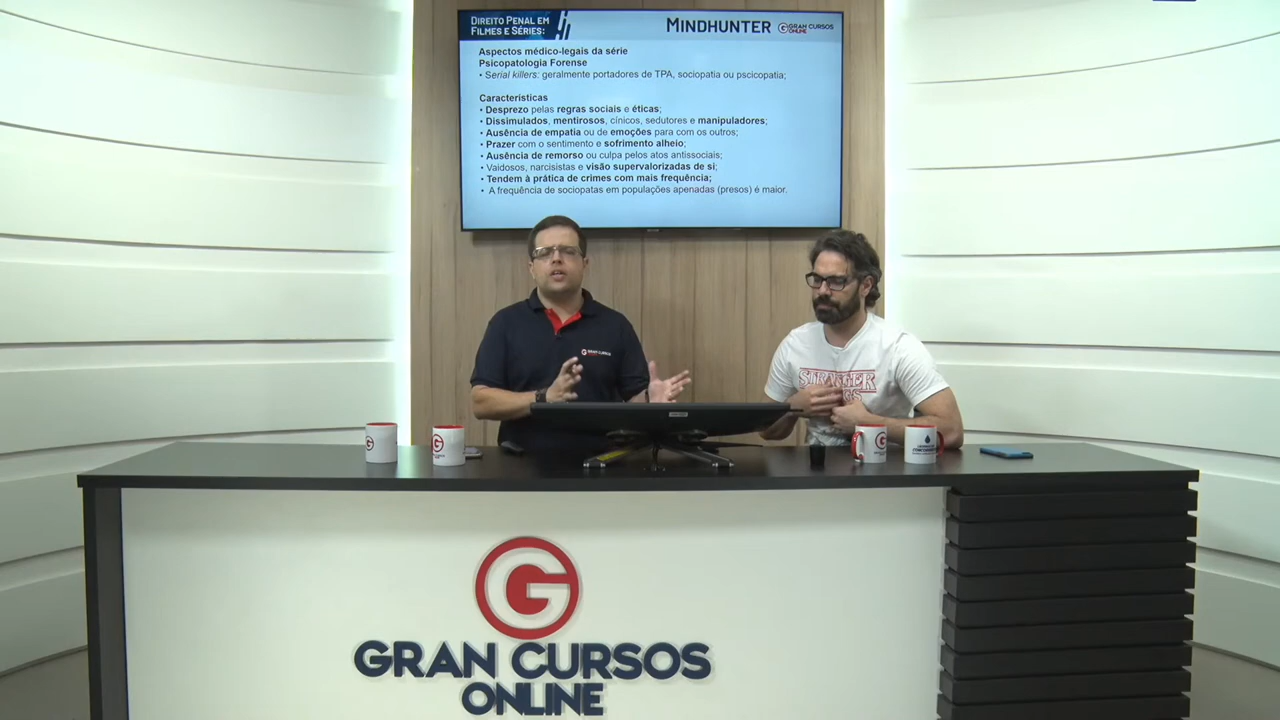 DIREITO PENAL EM
FILMES E SÉRIES:
MINDHUNTER
GRAN CURSOS
ONLINE
Aspectos médico-legais da série
Psicopatologia Forense
• Serial killers: geralmente portadores de TPA, sociopatia ou pscicopatia;
Características
• Desprezo pelas regras sociais e éticas;
• Dissimulados, mentirosos, cínicos, sedutores e manipuladores;
• Ausência de empatia ou de emoções para com os outros;
• Prazer com o sentimento e sofrimento alheio;
• Ausência de remorso ou culpa pelos atos antissociais;
• Vaidosos, narcisistas e visão supervalorizadas de si;
• Tendem à prática de crimes com mais frequência;
• A frequência de sociopatas em populações apenadas (presos) é maior.
GRAN CURSOS
STRANGER
G
G
G
GRAN CURSOS
ONLINE